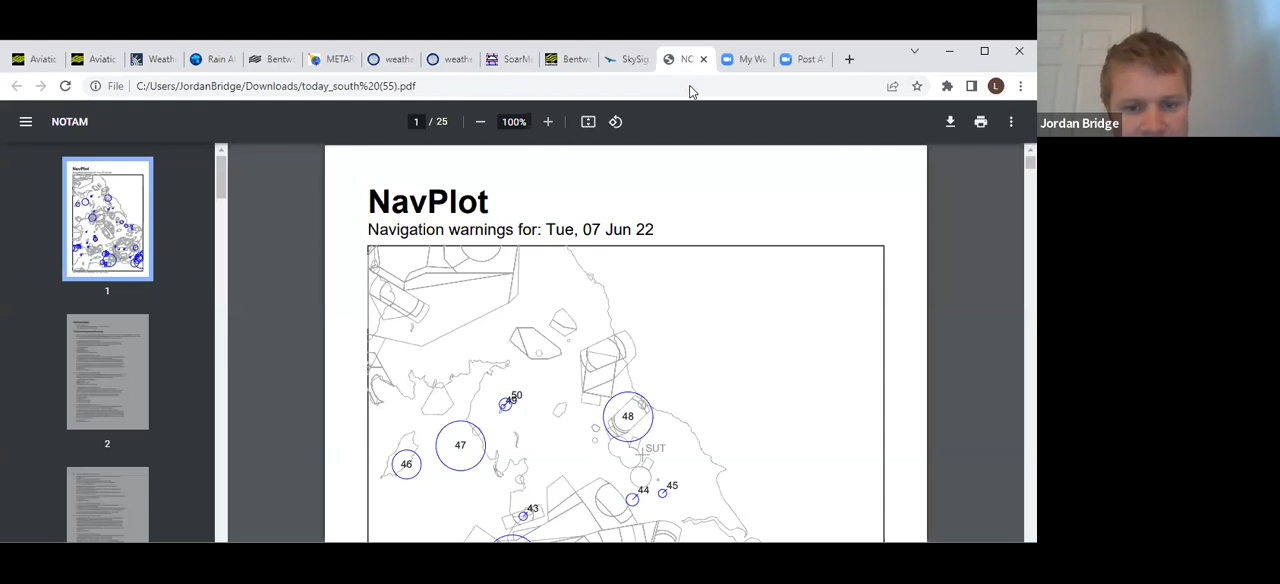 Aviatic
Aviatic
Weath
Rain A
Bentw
METAR
weathe
weathe
SoarM
Bentw
SkySig
NC
My We
Post A
File
C:/Users/JordanBridge/Downloads/today_south%20(55).pdf
L
Jordan Bridge
NOTAM
1 / 25
100%
NavPlot
Navigation warnings for: Tue, 07 Jun 22
50
48
47
SUT
46
44
45
43
1
2